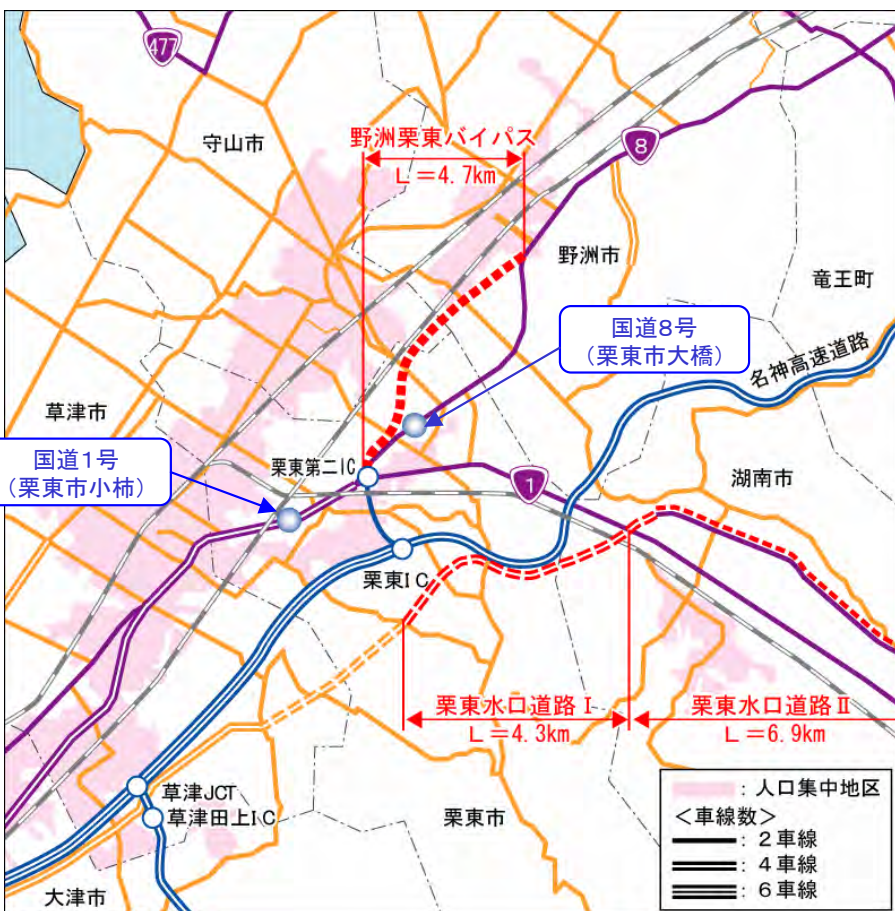 477
守山市
野洲栗東バイパス
L=4.7km
8
野洲市
竜王町
国道8号
(栗東市大橋)
名神高速道路
草津市
国道1号
(栗東市小柿)
栗東第二IC
1
湖南市
栗東IC
栗東水口道路Ⅰ
L=4.3km
栗東水口道路Ⅱ
L=6.9km
草津JCT
草津田上IC
栗東市
大津市
:人口集中地区
<車線数>
:2車線
:4車線
:6車線